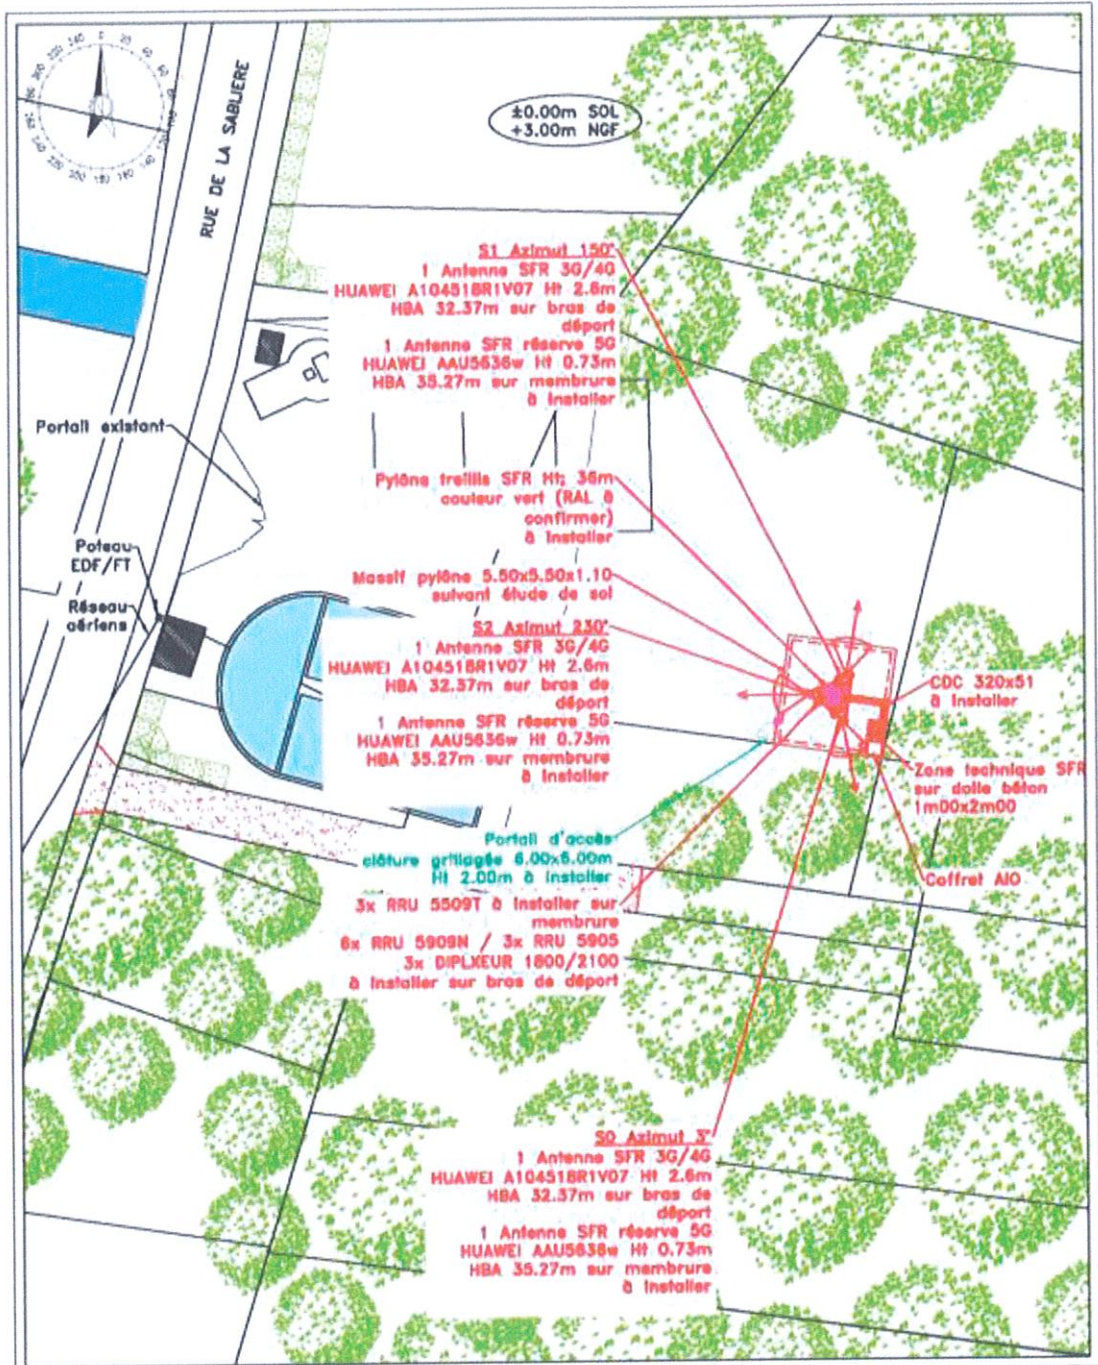 ±0.00m SOL
+3.00m NGF
RUE DE LA SABLIERE
S1 Azimut 150°
1 Antenne SFR 3G/4G
HUAWEI A104518R1V07 Ht 2.6m
HBA 32.37m sur bras de
déport
1 Antenne SFR réserve 5G
HUAWEI AAU5636w Ht 0.73m
HBA 35.27m sur membrure
à installer
Portail existant
Pylône treillis SFR Ht: 36m
couleur vert (RAL à
confirmer)
à installer
Poteau
EDF/FT
Réseau
aériens
Massif pylône 5.50x5.50x1.10
suivant étude de sol
S2 Azimut 230°
1 Antenne SFR 3G/4G
HUAWEI A104518R1V07 Ht 2.6m
HBA 32.37m sur bras de
déport
1 Antenne SFR réserve 5G
HUAWEI AAU5636w Ht 0.73m
HBA 35.27m sur membrure
à installer
CDC 320x51
à installer
Zone technique SFR
sur dalle béton
1m00x2m00
Coffret AIO
Portail d'accès
clôture grillagée 6.00x6.00m
Ht 2.00m à installer
3x RRU 5509T à installer sur
membrure
6x RRU 5909N / 3x RRU 5905
3x DIPLXEUR 1800/2100
à installer sur bras de déport
S0 Azimut 3°
1 Antenne SFR 3G/4G
HUAWEI A104518R1V07 Ht 2.6m
HBA 32.37m sur bras de
déport
1 Antenne SFR réserve 5G
HUAWEI AAU5636w Ht 0.73m
HBA 35.27m sur membrure
à installer